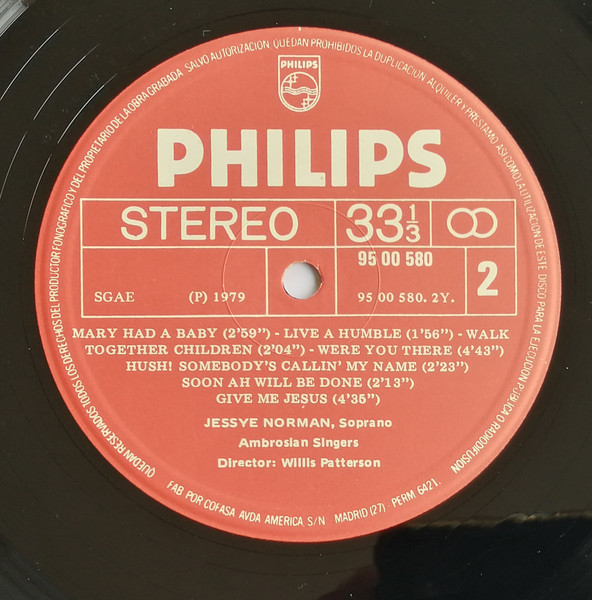 QUEDAN RESERVADOS TODOS LOS DERECHOS DEL PRODUCTOR FONOGRAFICO Y DEL PROPIETARIO DE LA OBRA GRABADA. SALVO AUTORIZACION QUEDAN PROHIBIDOS LA DUPLICACION, ALQUILER Y PRESTAMO, ASI COMO LA UTILIZACION DE ESTE DISCO PARA LA EJECUCION PUBLICA O RADIODIFUSION
PHILIPS
PHILIPS
STEREO 33 1/3
95 00 580
SGAE (P) 1979 95 00 580. 2Y. 2
MARY HAD A BABY (2'59") - LIVE A HUMBLE (1'56") - WALK
TOGETHER CHILDREN (2'04") - WERE YOU THERE (4'43")
HUSH! SOMEBODY'S CALLIN' MY NAME (2'23")
SOON AH WILL BE DONE (2'13")
GIVE ME JESUS (4'35")
JESSYE NORMAN, Soprano
Ambrosian Singers
Director: Willis Patterson
FAB POR COFASA AVDA AMERICA, S/N - MADRID (27) - PERM 6421.